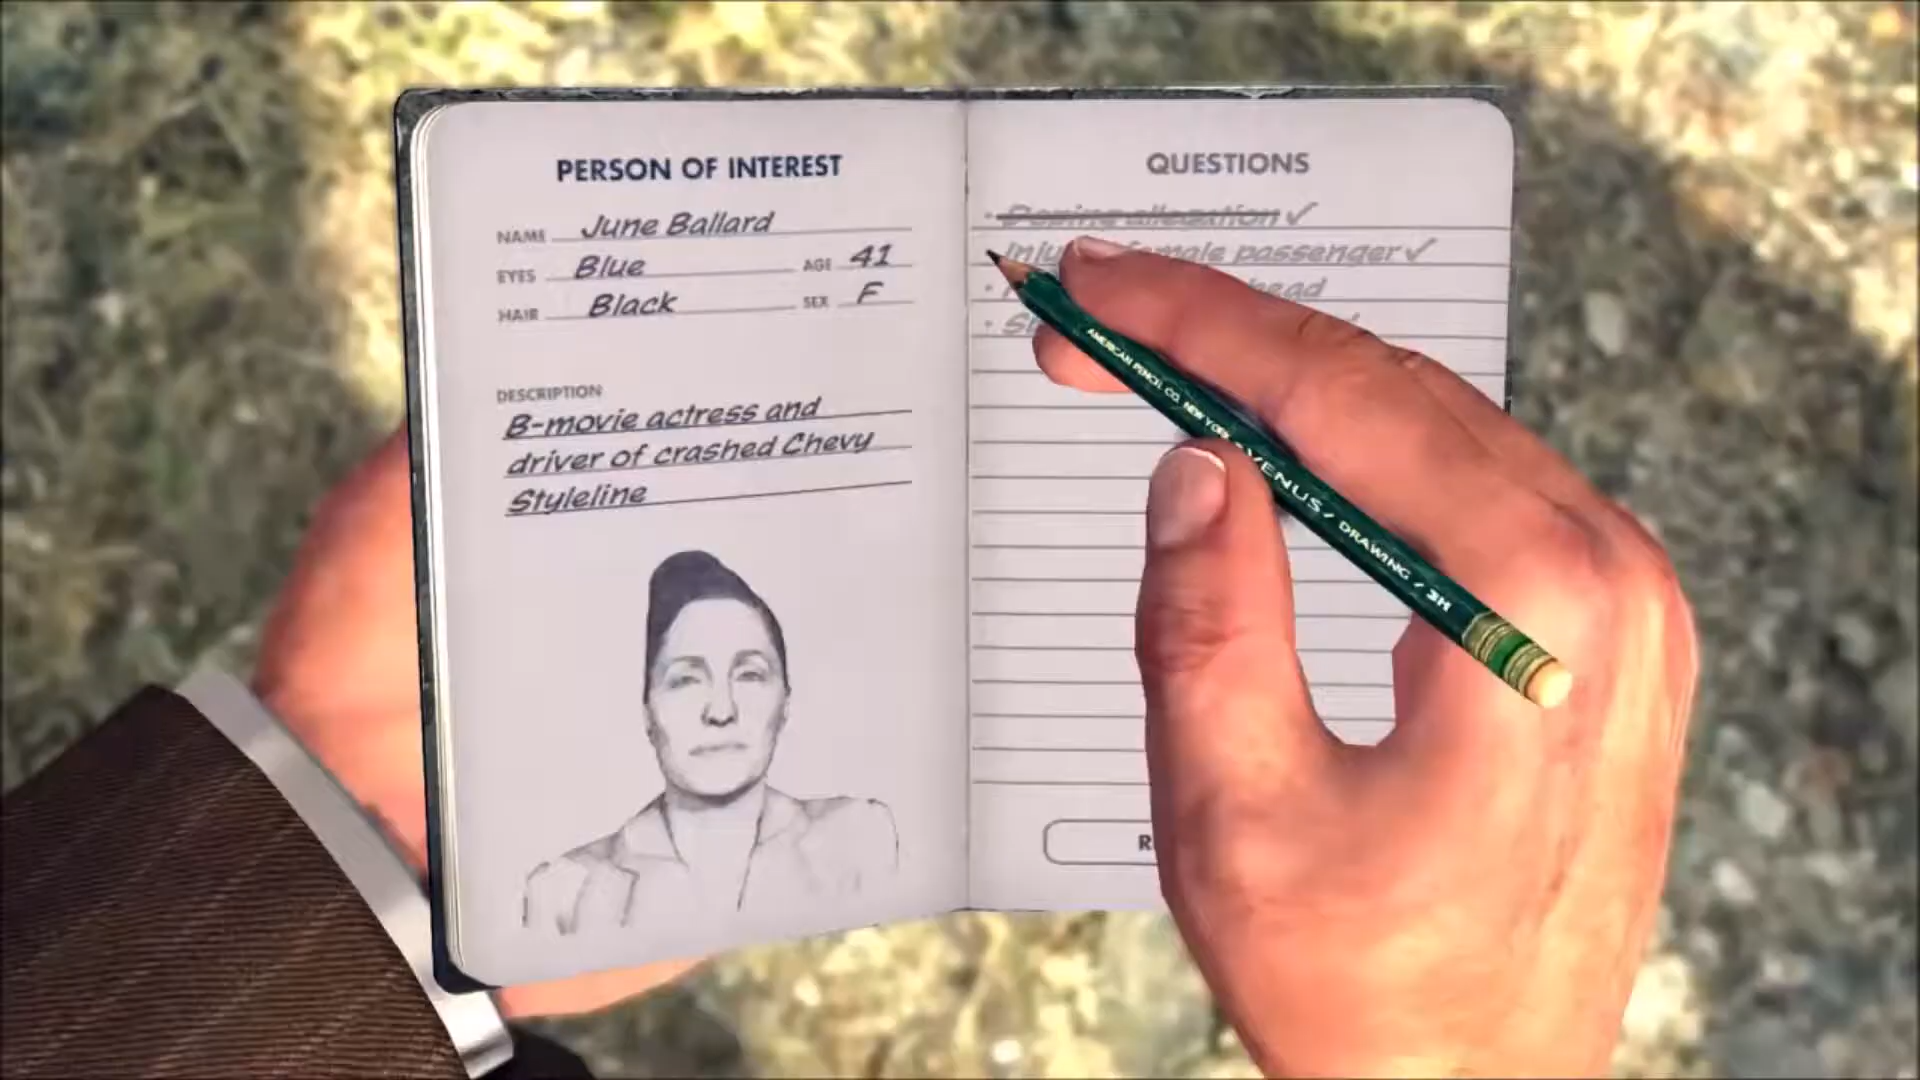 PERSON OF INTEREST
NAME June Ballard
EYES Blue AGE 41
HAIR Black SEX F
DESCRIPTION
B-movie actress and
driver of crashed Chevy
Styleline
QUESTIONS
Doping allegation ✓
female passenger ✓
head
AMERICAN PENCIL CO. NEW YORK VENUS / DRAWING / 3H